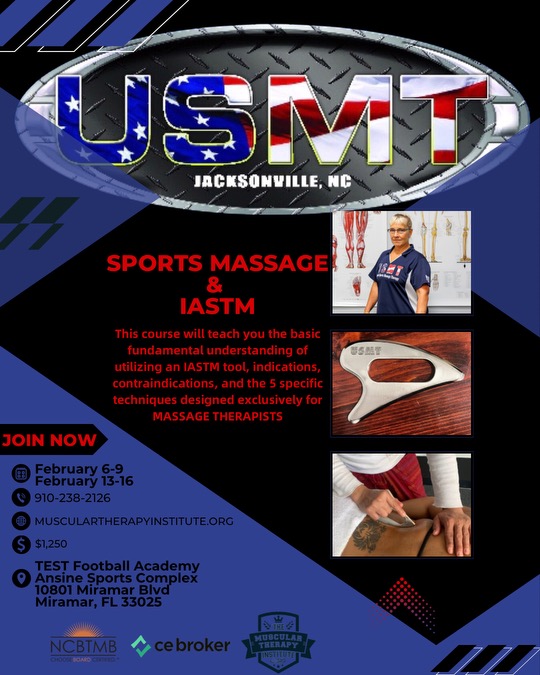 USMT
JACKSONVILLE, NC
SPORTS MASSAGE
&
IASTM
This course will teach you the basic
fundamental understanding of
utilizing an IASTM tool, indications,
contraindications, and the 5 specific
techniques designed exclusively for
MASSAGE THERAPISTS
USMT
JOIN NOW
February 6-9
February 13-16
910-238-2126
MUSCULARTHERAPYINSTITUTE.ORG
$1,250
TEST Football Academy
Ansine Sports Complex
10801 Miramar Blvd
Miramar, FL 33025
NCBTMB
ce broker
MUSCULAR
THERAPY
INSTITUTE